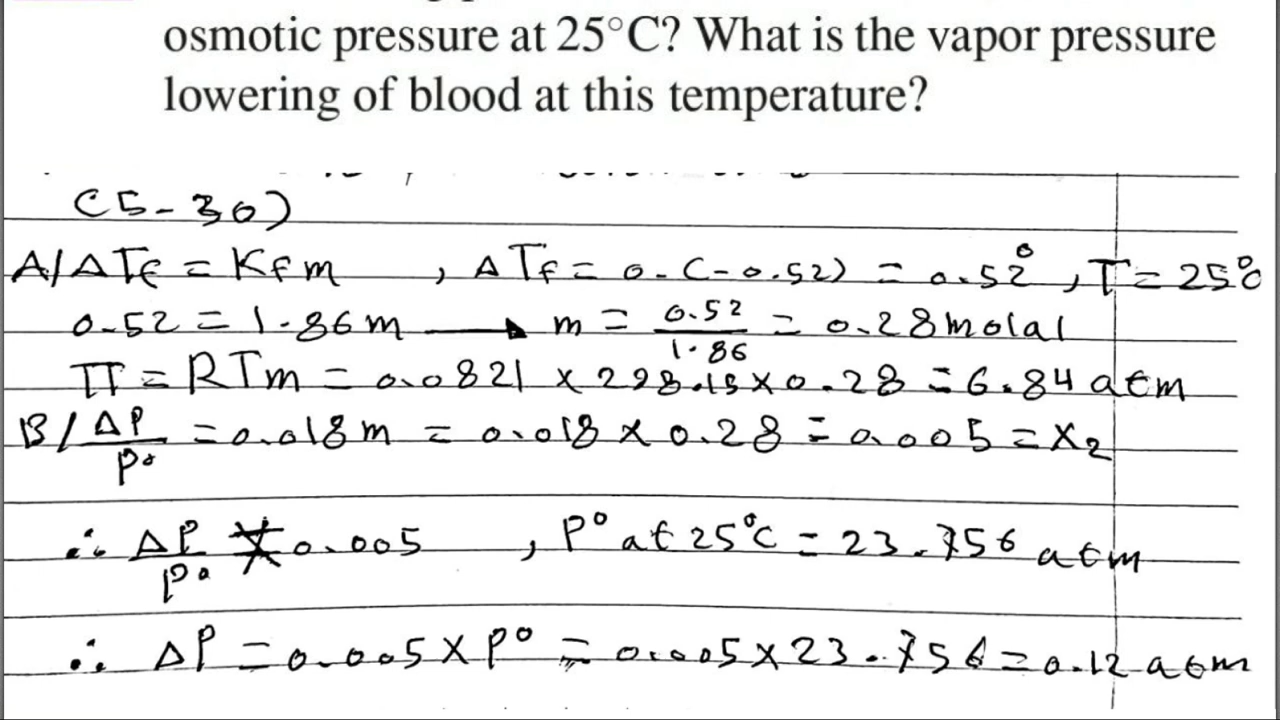 osmotic pressure at 25°C? What is the vapor pressure
lowering of blood at this temperature?
(5-30)
A/ΔTf = Kfm , ΔTf = 0-(-0.52) = 0.52° , T = 25°C
0.52 = 1.86m → m = 0.52/1.86 = 0.28 molal
π = RTm = 0.0821 × 298.15 × 0.28 = 6.84 atm
B/ ΔP/P° = 0.018m = 0.018 × 0.28 = 0.005 = X₂
∴ ΔP/P° = 0.005 , P° at 25°C = 23.756 atm
∴ ΔP = 0.005 × P° = 0.005 × 23.756 = 0.12 atm